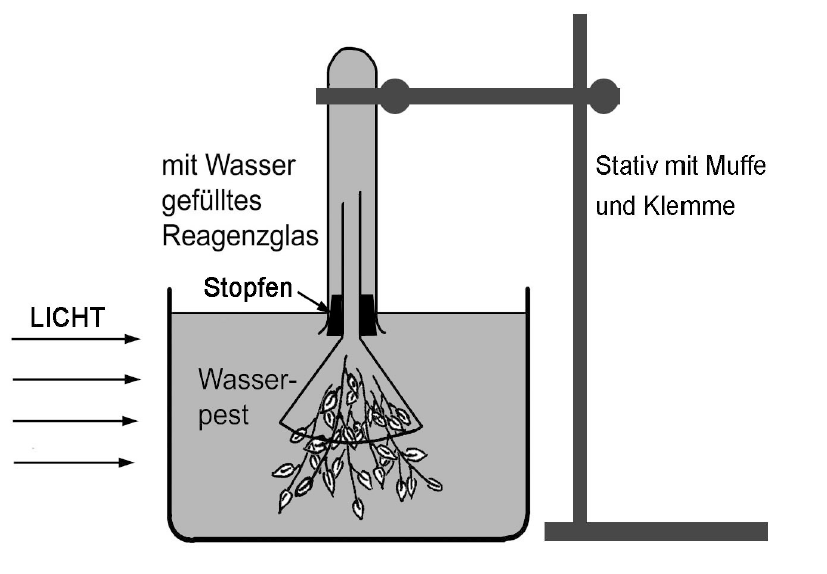 mit Wasser
gefülltes
Reagenzglas
Stativ mit Muffe
und Klemme
Stopfen
LICHT
Wasser-
pest